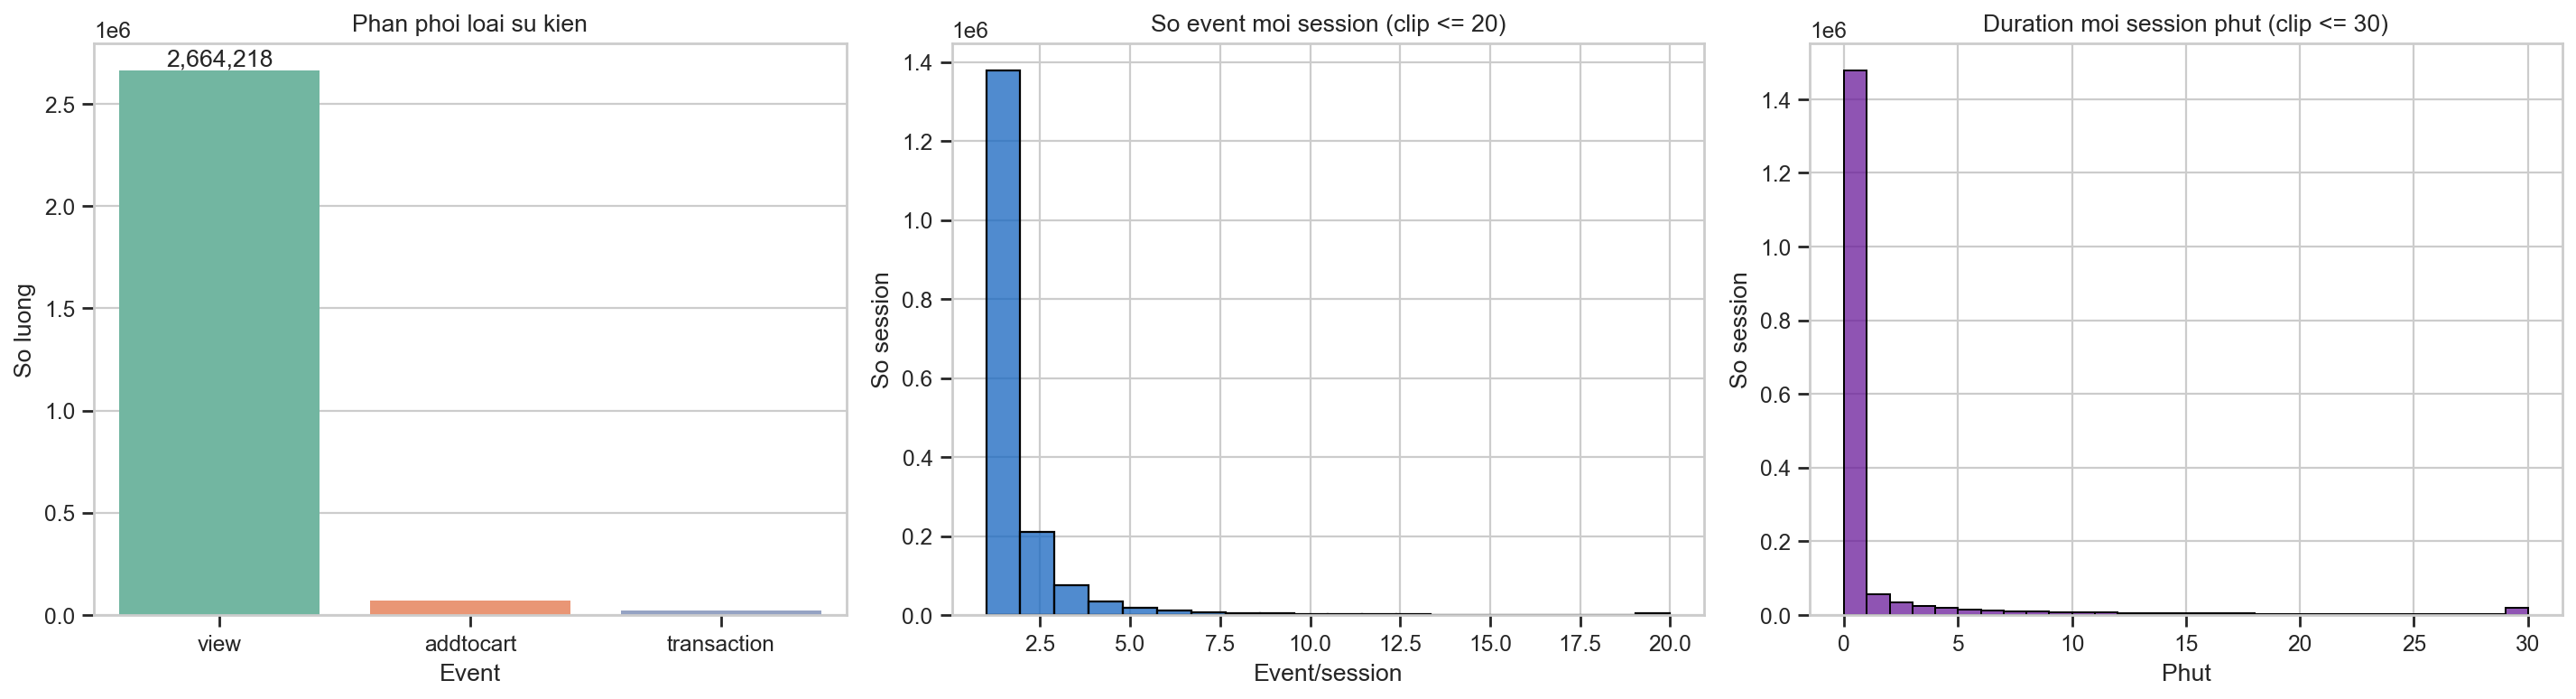 Phan phoi loai su kien
1e6
2,664,218
2.5
2.0
1.5
1.0
0.5
0.0
So luong
view
addtocart
transaction
Event
So event moi session (clip <= 20)
1e6
1.4
1.2
1.0
0.8
0.6
0.4
0.2
0.0
So session
2.5
5.0
7.5
10.0
12.5
15.0
17.5
20.0
Event/session
Duration moi session phut (clip <= 30)
1e6
1.4
1.2
1.0
0.8
0.6
0.4
0.2
0.0
So session
0
5
10
15
20
25
30
Phut